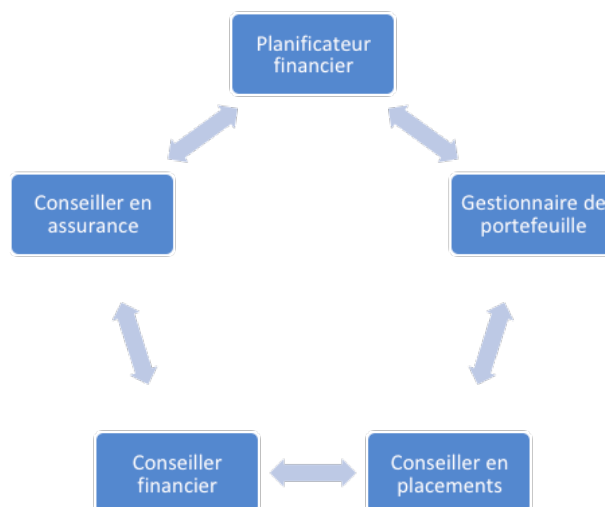 Planificateur
financier
Conseiller en
assurance
Gestionnaire de
portefeuille
Conseiller
financier
Conseiller en
placements